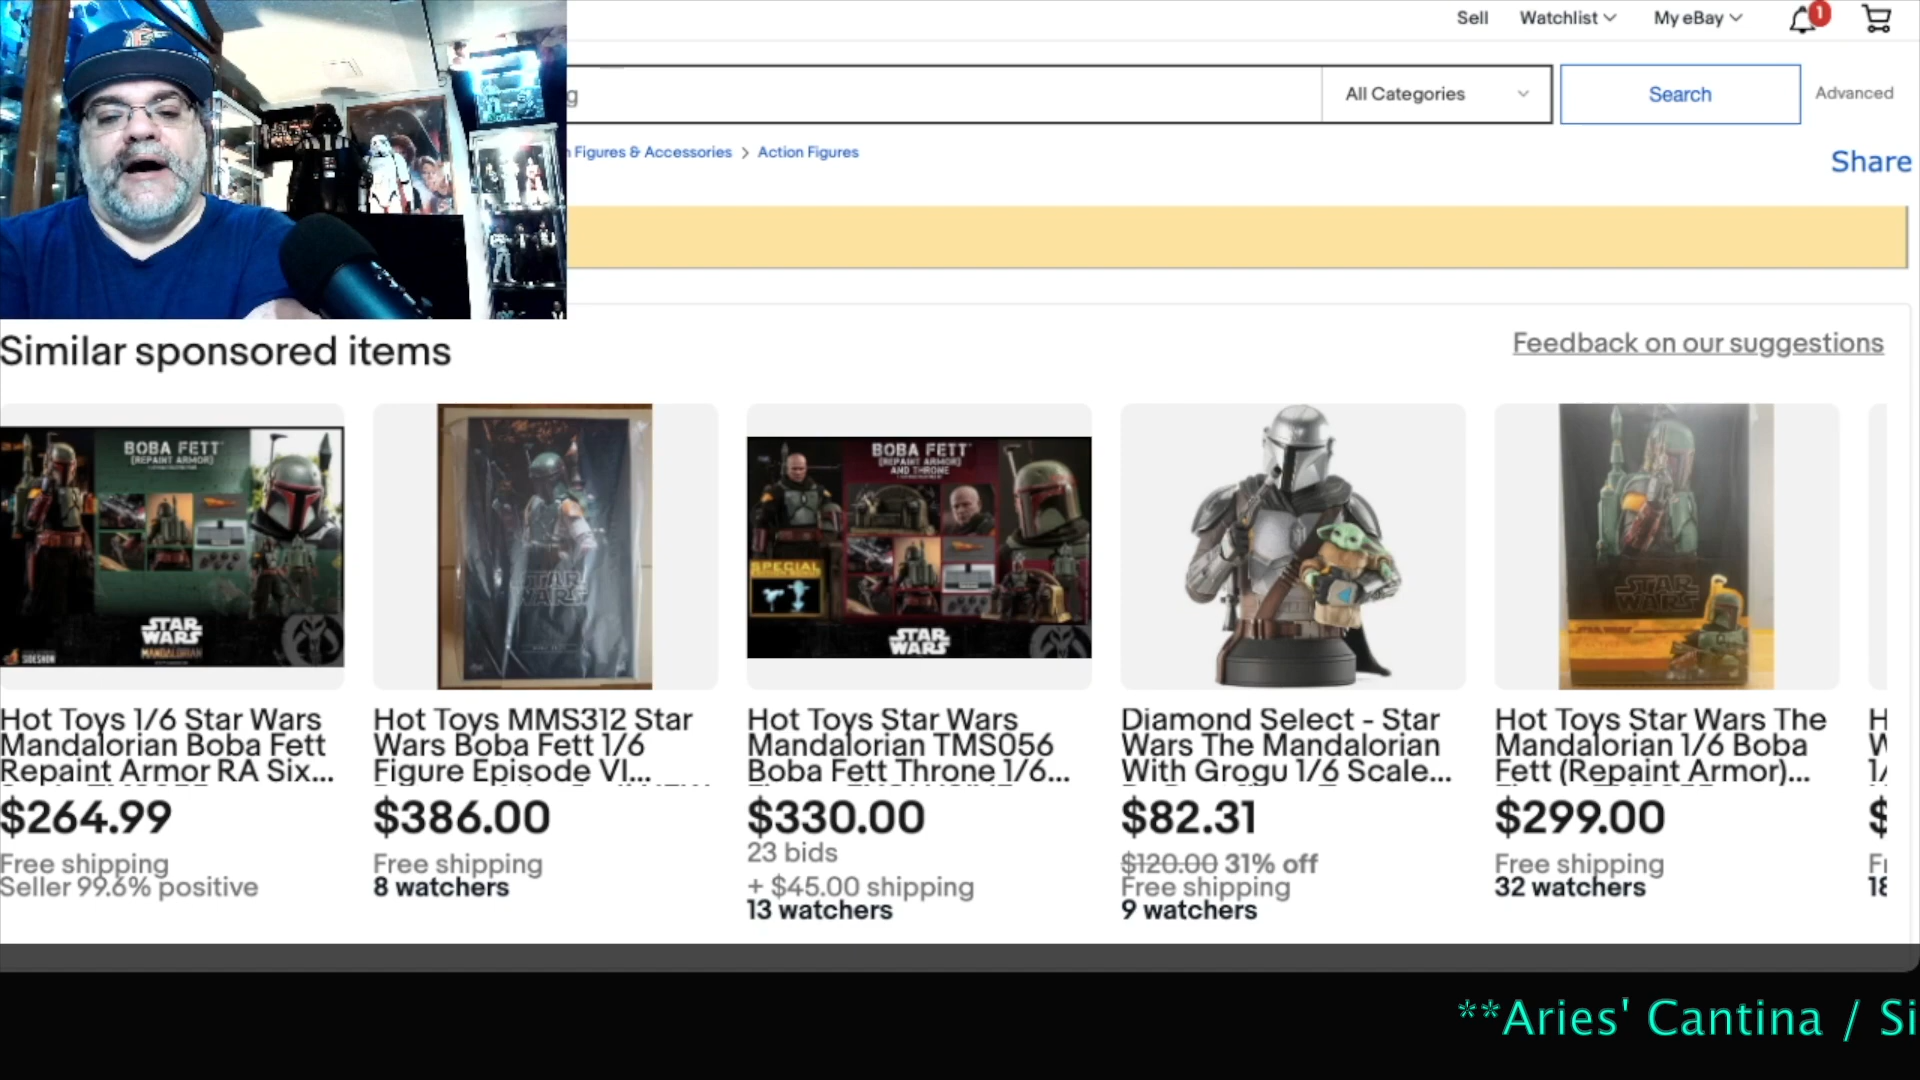 Sell
Watchlist
My eBay
1
g
All Categories
Search
Advanced
Figures & Accessories > Action Figures
Share
Similar sponsored items
Feedback on our suggestions
BOBA FETT
(REPAINT ARMOR)
STAR
WARS
MANDALORIAN
SIDESHOW
STAR
WARS
BOBA FETT
(REPAINT ARMOR)
AND THRONE
SPECIAL
STAR
WARS
STAR
WARS
Hot Toys 1/6 Star Wars
Mandalorian Boba Fett
Repaint Armor RA Six...
$264.99
Free shipping
Seller 99.6% positive
Hot Toys MMS312 Star
Wars Boba Fett 1/6
Figure Episode VI...
$386.00
Free shipping
8 watchers
Hot Toys Star Wars
Mandalorian TMS056
Boba Fett Throne 1/6...
$330.00
23 bids
+ $45.00 shipping
13 watchers
Diamond Select - Star
Wars The Mandalorian
With Grogu 1/6 Scale...
$82.31
$120.00 31% off
Free shipping
9 watchers
Hot Toys Star Wars The
Mandalorian 1/6 Boba
Fett (Repaint Armor)...
$299.00
Free shipping
32 watchers
$
18
**Aries' Cantina / Si